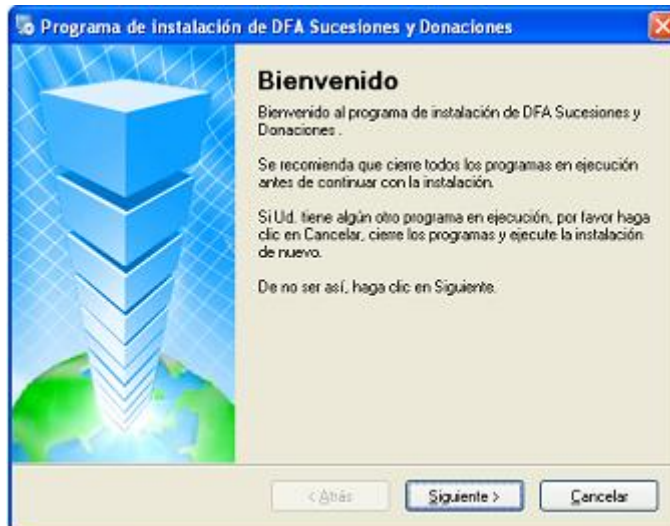 Programa de instalación de DFA Sucesiones y Donaciones
Bienvenido
Bienvenido al programa de instalación de DFA Sucesiones y
Donaciones .
Se recomienda que cierre todos los programas en ejecución
antes de continuar con la instalación.
Si Ud. tiene algún otro programa en ejecución, por favor haga
clic en Cancelar, cierre los programas y ejecute la instalación
de nuevo.
De no ser así, haga clic en Siguiente.
< Atrás
Siguiente >
Cancelar